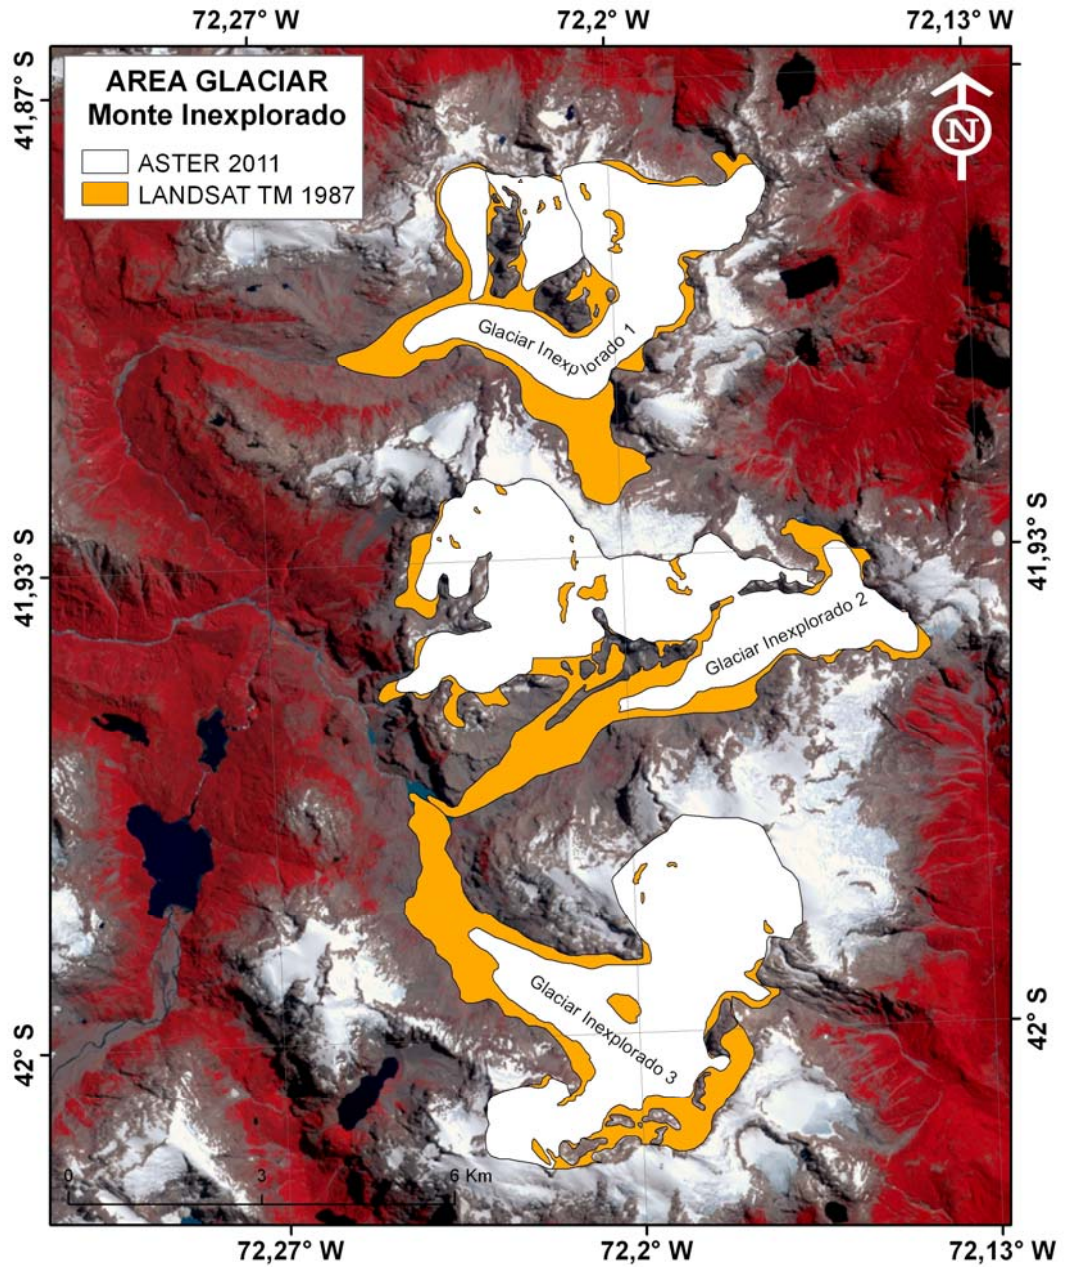 72,27° W 72,2° W 72,13° W
41,87° S
AREA GLACIAR
Monte Inexplorado
ASTER 2011
LANDSAT TM 1987
N
Glaciar Inexplorado 1
41,93° S
41,93° S
Glaciar Inexplorado 2
Glaciar Inexplorado 3
42° S
42° S
0 3 6 Km
72,27° W 72,2° W 72,13° W